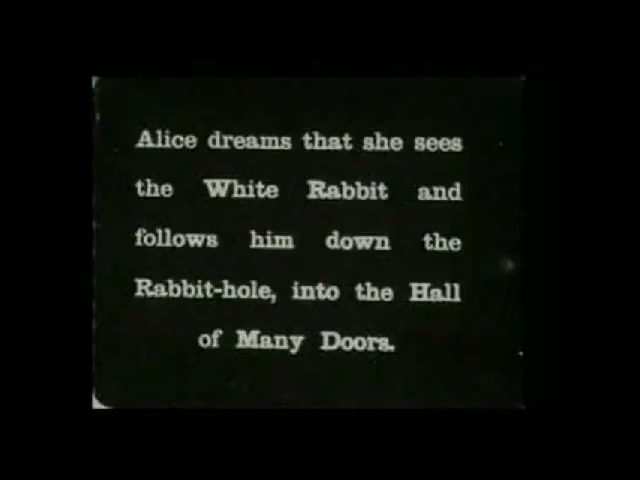 Alice dreams that she sees
the White Rabbit and
follows him down the
Rabbit-hole, into the Hall
of Many Doors.